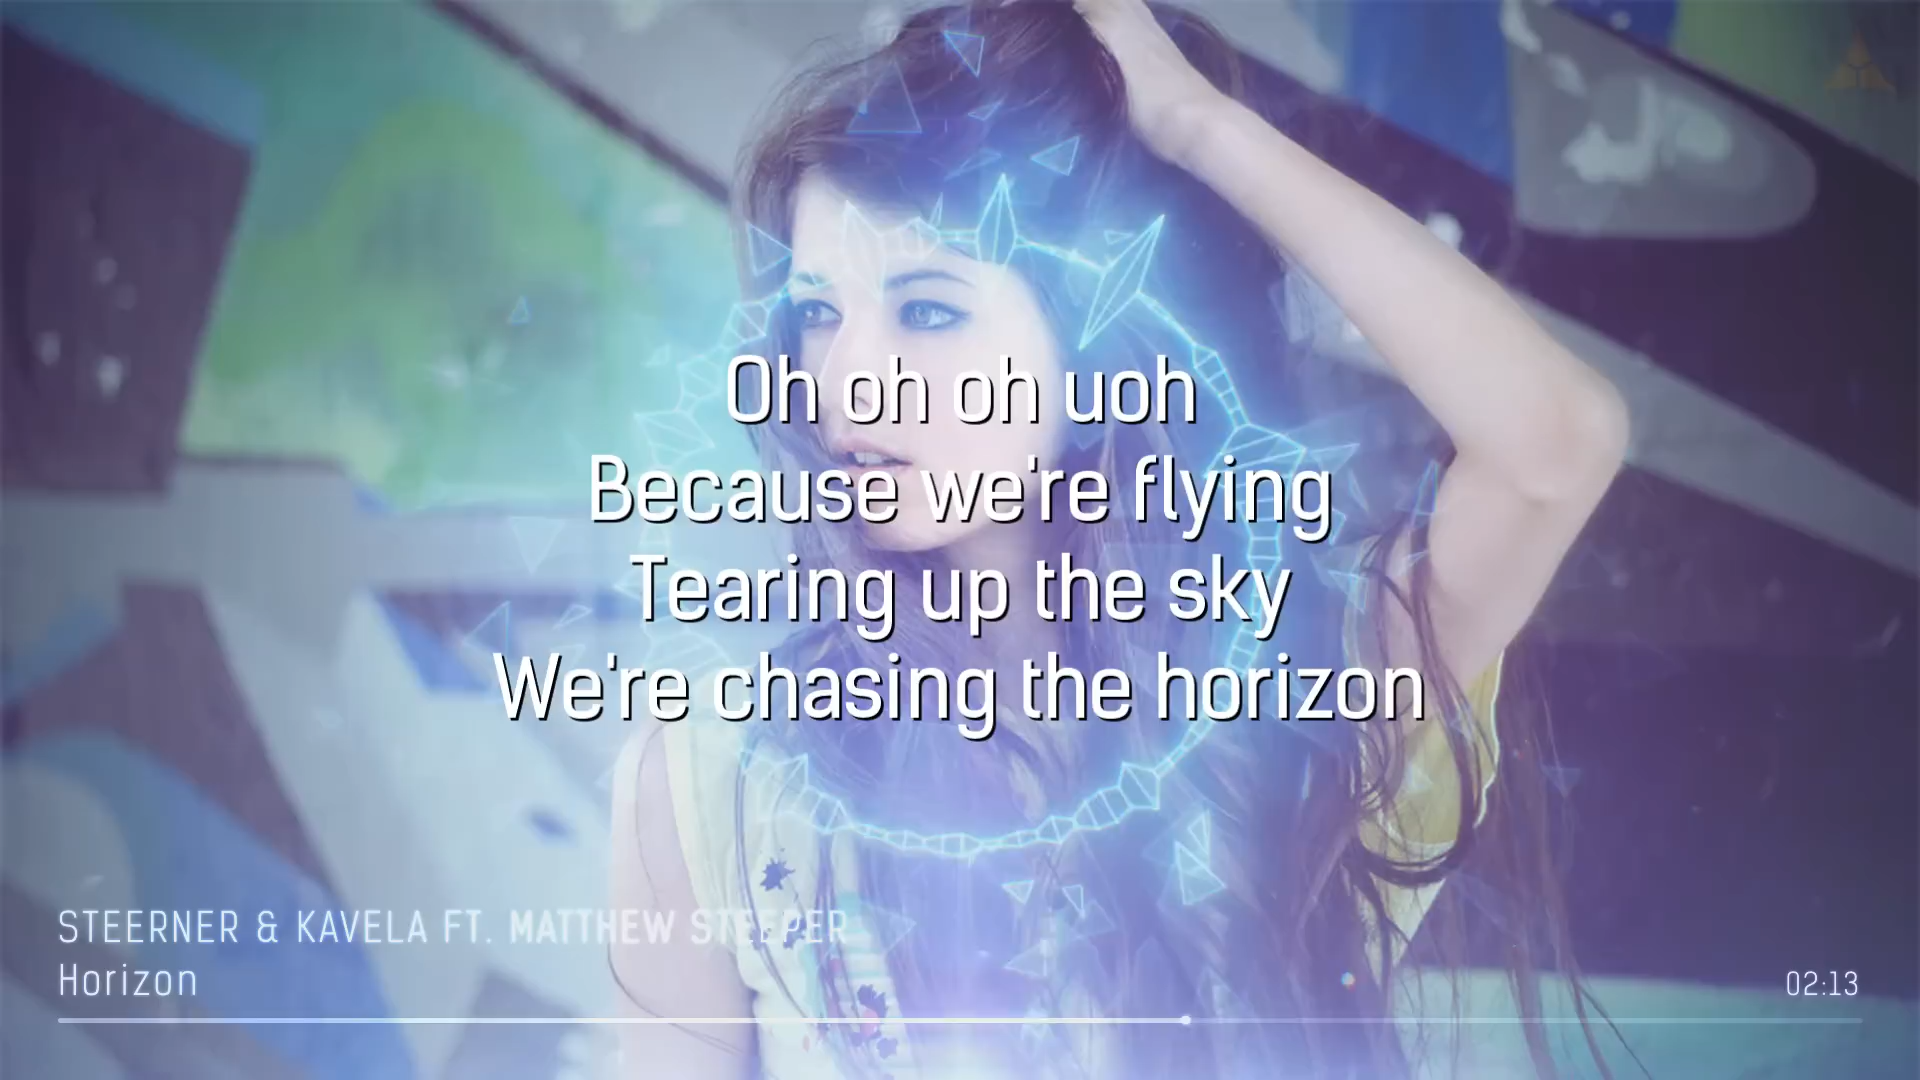 Oh oh oh uoh
Because we're flying
Tearing up the sky
We're chasing the horizon
STEERNER & KAVELA FT. MATTHEW STEEPER
Horizon
02:13